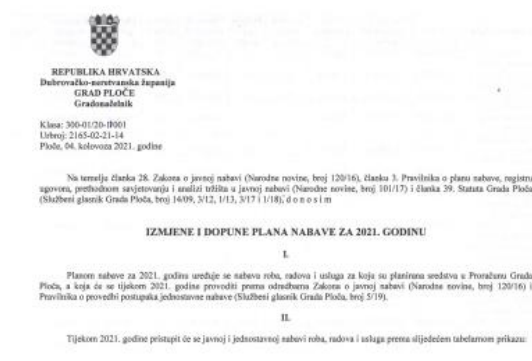 REPUBLIKA HRVATSKA
Dubrovačko-neretvanska županija
GRAD PLOČE
Gradonačelnik
Klasa: 300-01/20-
Urbroj: 2165-02-21-14
Ploče, 04. kolovoza 2021. godine
Na temelju članka 28. Zakona o javnoj nabavi (Narodne novine, broj 120/16), članku 3. Pravilnika o planu nabave, registru
ugovora, prethodnom savjetovanju i analizi tržišta u javnoj nabavi (Narodne novine, broj 101/17) i članka 39. Statuta Grada Ploča
(Službeni glasnik Grada Ploča, broj 14/09, 3/12, 1/13, 3/17 i 1/18), d o n o s i m
IZMJENE I DOPUNE PLANA NABAVE ZA 2021. GODINU
I.
Planom nabave za 2021. godinu uređuje se nabava roba, radova i usluga za koju su planirana sredstva u Proračunu Grada
Ploča, a koja će se tijekom 2021. godine provoditi prema odredbama Zakona o javnoj nabavi (Narodne novine, broj 120/16) i
Pravilnika o provedbi postupaka jednostavne nabave (Službeni glasnik Grada Ploča, broj 5/19).
II.
Tijekom 2021. godine pristupit će se javnoj i jednostavnoj nabavi roba, radova i usluga prema slijedećem tabelarnom prikazu: